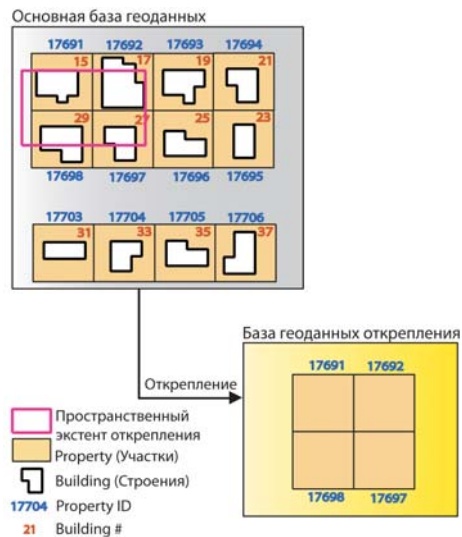 Основная база геоданных
17691 17692 17693 17694
15 17 19 21
29 27 25 23
17698 17697 17696 17695
17703 17704 17705 17706
31 33 35 37
База геоданных открепления
Открепление
17691 17692
17698 17697
Пространственный
экстент открепления
Property (Участки)
Building (Строения)
17704 Property ID
21 Building #